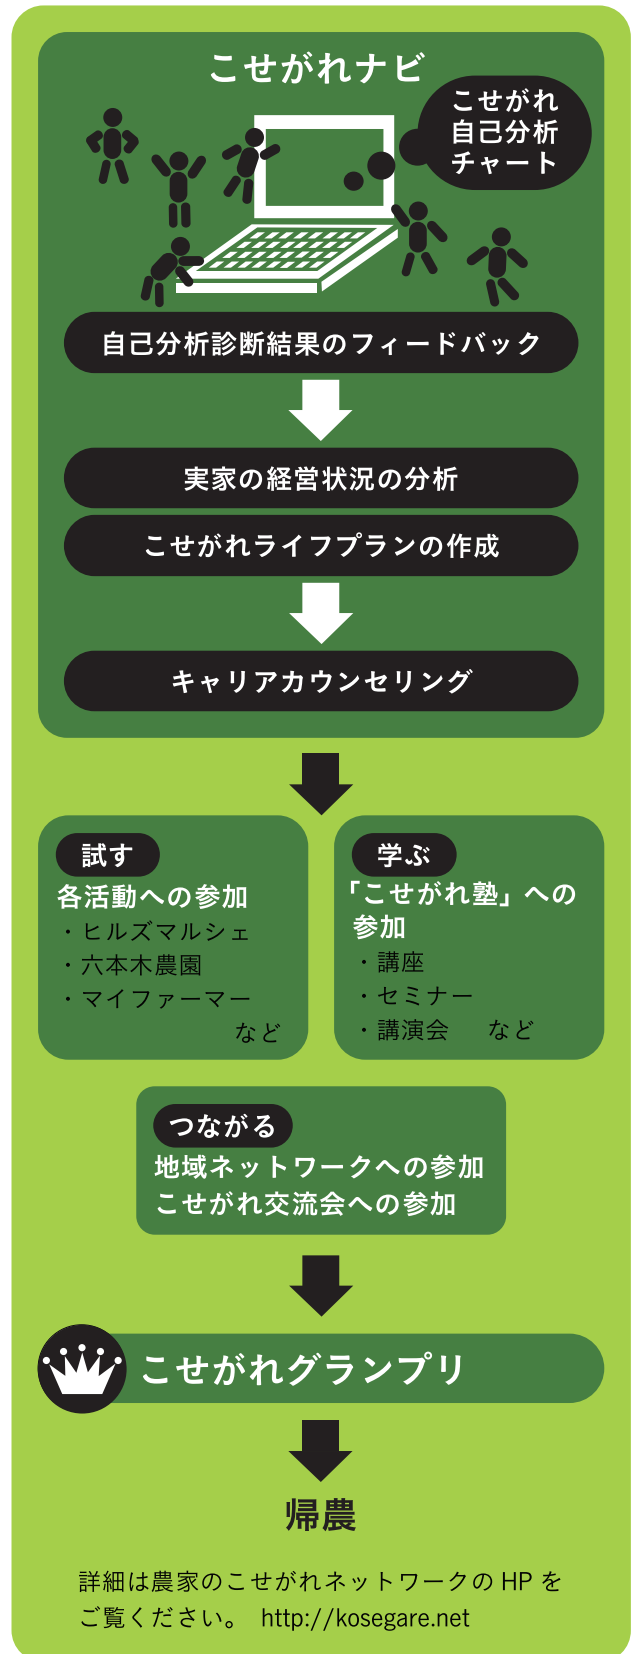 こせがれナビ
こせがれ
自己分析
チャート
自己分析診断結果のフィードバック
実家の経営状況の分析
こせがれライフプランの作成
キャリアカウンセリング
試す
各活動への参加
・ヒルズマルシェ
・六本木農園
・マイファーマー
など
学ぶ
「こせがれ塾」への
参加
・講座
・セミナー
・講演会　など
つながる
地域ネットワークへの参加
こせがれ交流会への参加
こせがれグランプリ
帰農
詳細は農家のこせがれネットワークの HP を
ご覧ください。 http://kosegare.net